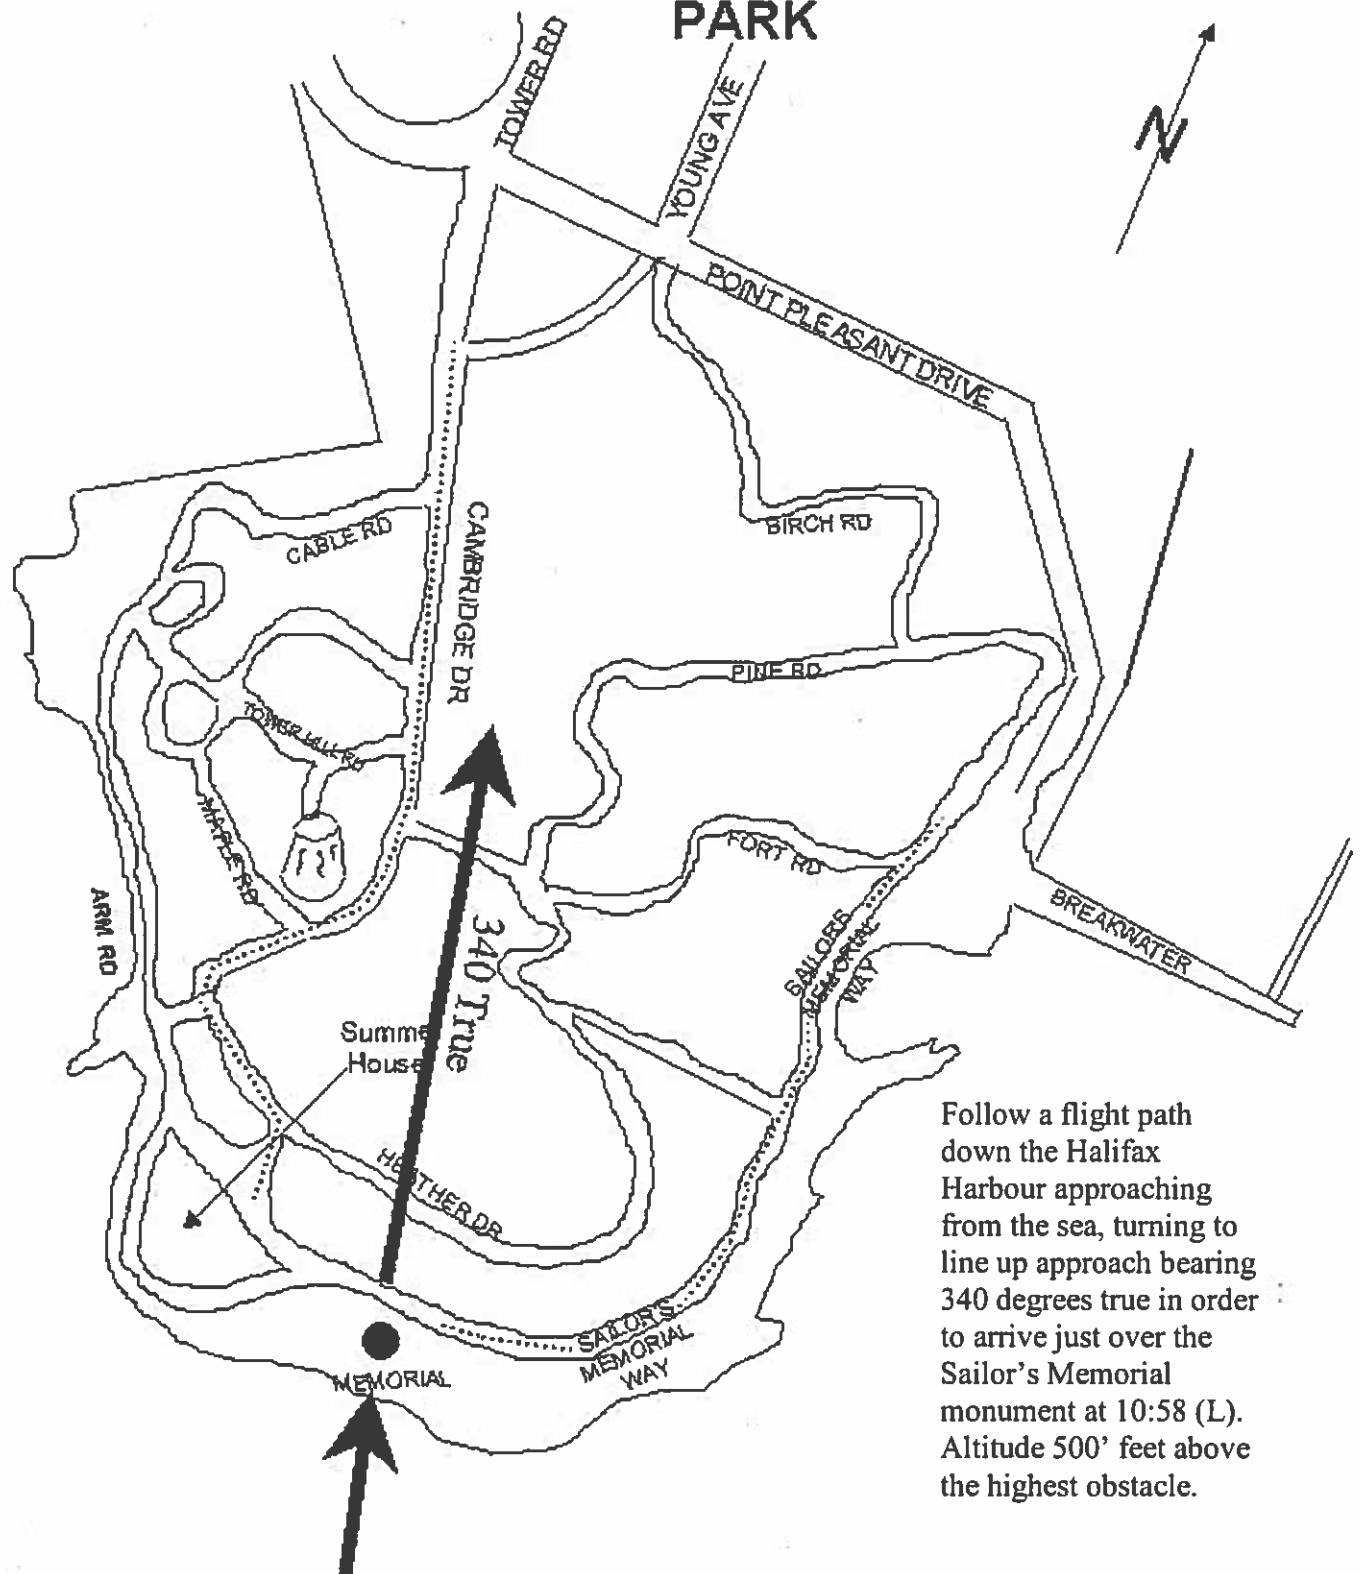 PARK
TOWER RD
YOUNG AVE
N
POINT PLEASANT DRIVE
CABLE RD
CAMBRIDGE DR
BIRCH RD
PINE RD
TOWER HILL RD
MAPLE RD
FORT RD
ARM RD
340 True
SAILORS
MEMORIAL
WAY
BREAKWATER
Summe
House
HEATHER DR
SAILOR'S
MEMORIAL
WAY
MEMORIAL
Follow a flight path
down the Halifax
Harbour approaching
from the sea, turning to
line up approach bearing
340 degrees true in order
to arrive just over the
Sailor's Memorial
monument at 10:58 (L).
Altitude 500' feet above
the highest obstacle.